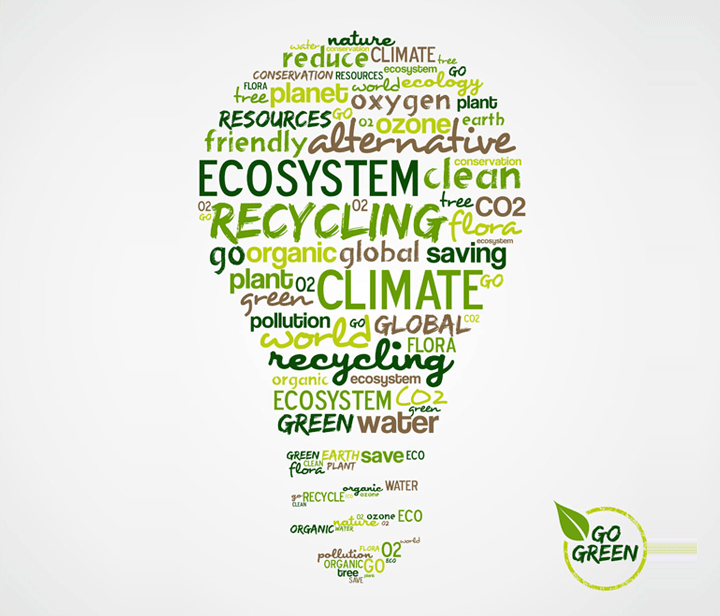 nature
water conservation
reduce CLIMATE tree
CONSERVATION RESOURCES ecosystem GO
FLORA world ecology
tree planet oxygen plant
RESOURCES GO O2 ozone earth
friendly alternative
ECOSYSTEM clean conservation
O2 GO RECYCLING O2 tree CO2
flora
ecosystem
go organic global saving
plant O2 CLIMATE GO
green
pollution GO GLOBAL CO2
world FLORA
recycling
organic ecosystem
ECOSYSTEM CO2
green
GREEN water
GREEN EARTH save ECO
CLEAN
flora PLANT
organic WATER
go RECYCLE ozone
CLEAN
O2 ozone ECO
nature O2
ORGANIC WATER
world
pollution FLORA O2
ECO
ORGANIC GO
tree plant
SAVE
GO
GREEN